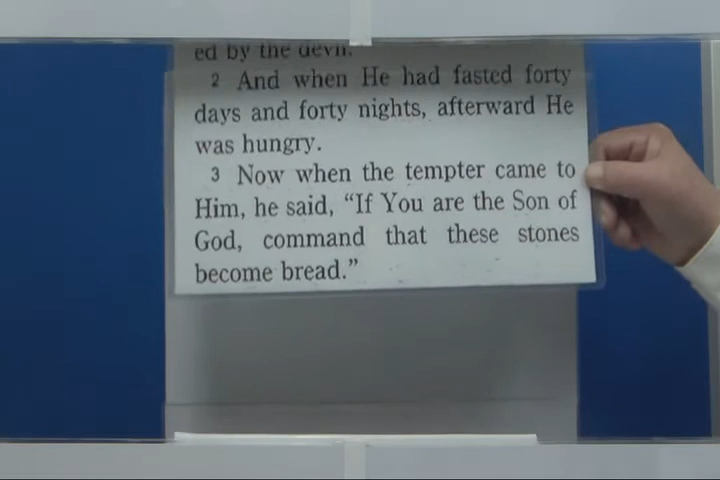 ed by the devil.
2 And when He had fasted forty
days and forty nights, afterward He
was hungry.
3 Now when the tempter came to
Him, he said, “If You are the Son of
God, command that these stones
become bread.”